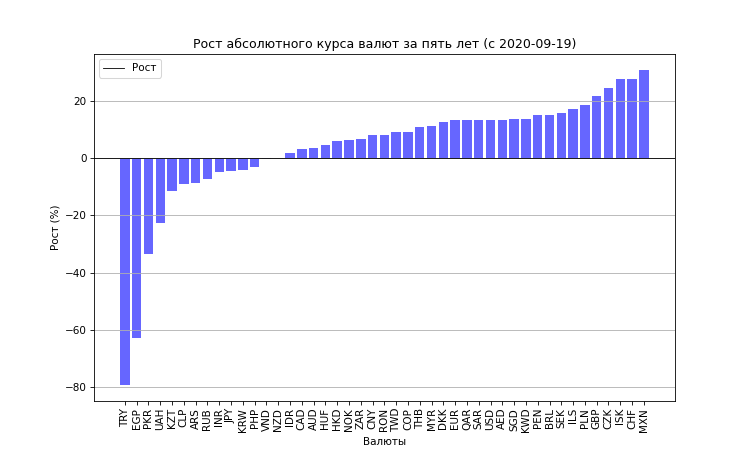 Рост абсолютного курса валют за пять лет (с 2020-09-19)
Рост
20
0
−20
−40
−60
−80
Рост (%)
TRY EGP PKR UAH KZT CLP ARS RUB INR JPY KRW PHP VND NZD IDR CAD AUD HUF HKD NOK ZAR CNY RON TWD COP THB MYR DKK EUR QAR SAR USD AED SGD KWD PEN BRL SEK ILS PLN GBP CZK ISK CHF MXN
Валюты